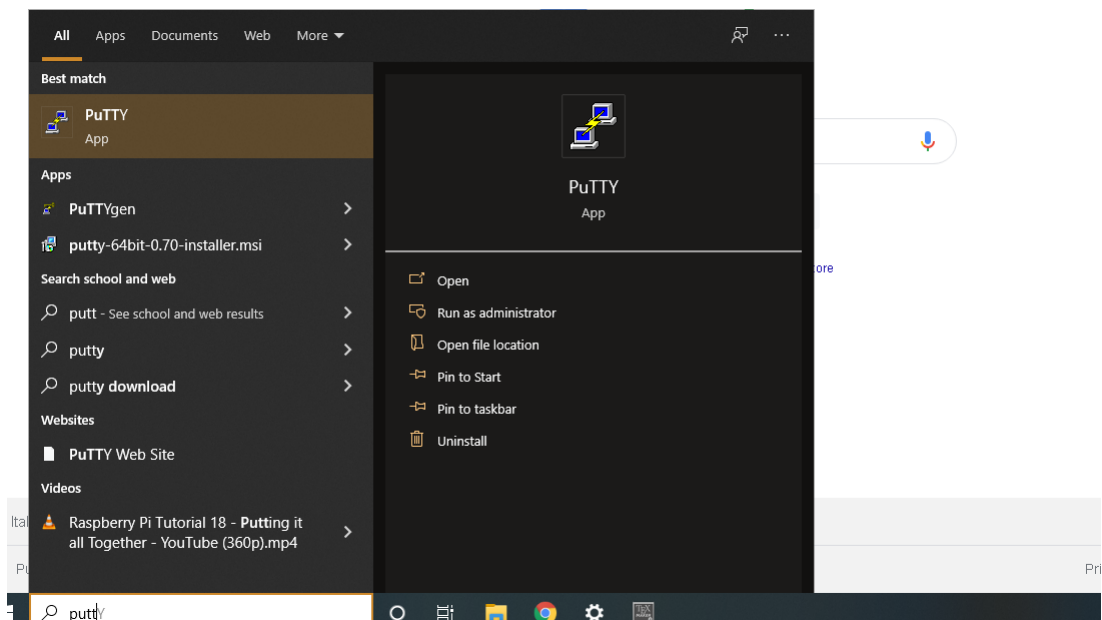 All Apps Documents Web More
Best match
PuTTY
App
Apps
PuTTYgen
putty-64bit-0.70-installer.msi
Search school and web
putt - See school and web results
putty
putty download
Websites
PuTTY Web Site
Videos
Raspberry Pi Tutorial 18 - Putting it
all Together - YouTube (360p).mp4
puttY
PuTTY
App
Open
Run as administrator
Open file location
Pin to Start
Pin to taskbar
Uninstall
ore
Ital
Pu
Pri